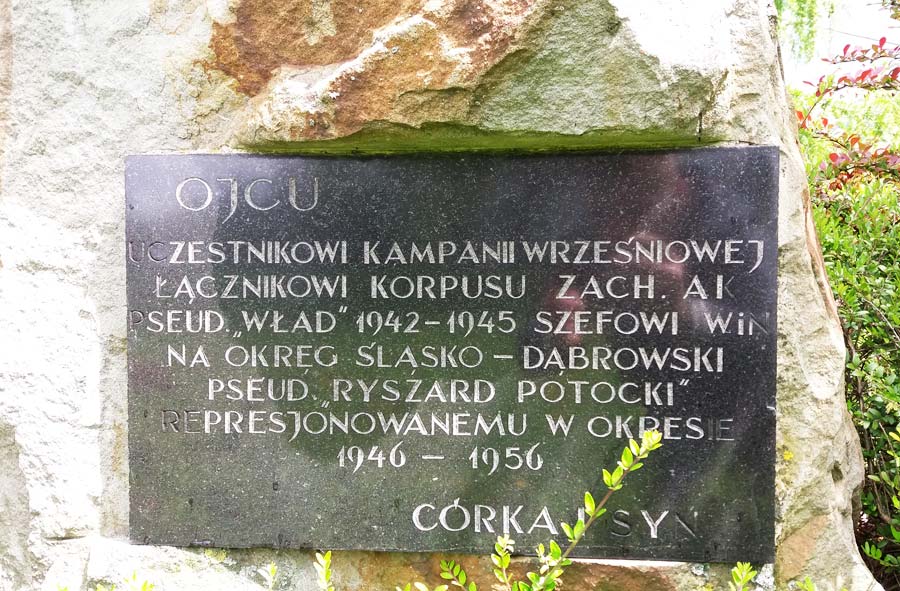 OJCU
UCZESTNIKOWI KAMPANII WRZEŚNIOWEJ
ŁĄCZNIKOWI KORPUSU ZACH. AK
PSEUD. „WŁAD" 1942-1945 SZEFOWI WiN
NA OKRĘG ŚLĄSKO - DĄBROWSKI
PSEUD. „RYSZARD POTOCKI"
REPRESJONOWANEMU W OKRESIE
1946 - 1956
CÓRKA I SYN